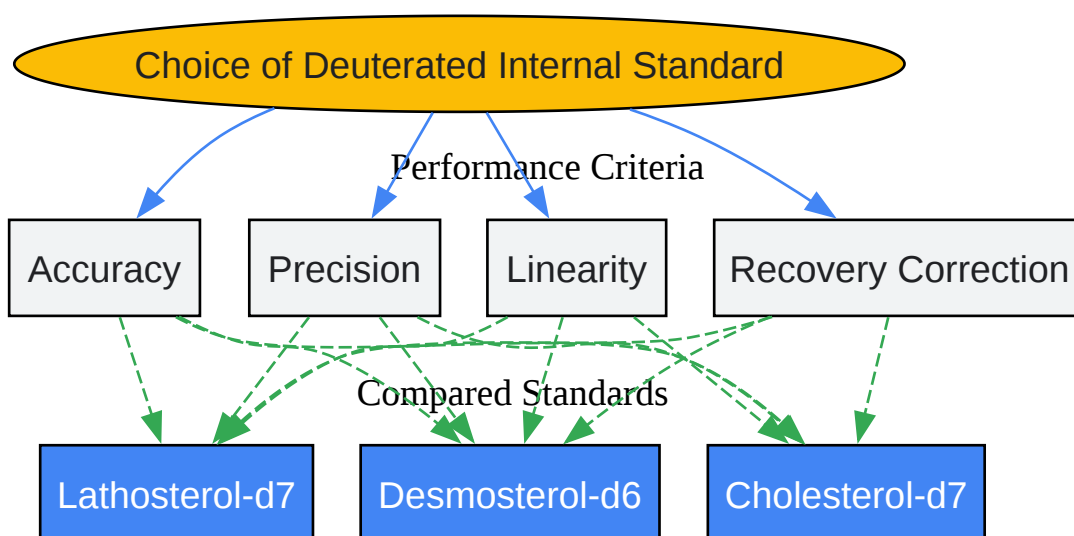 Choice of Deuterated Internal Standard
Performance Criteria
Accuracy
Precision
Linearity
Recovery Correction
Compared Standards
Lathosterol-d7
Desmosterol-d6
Cholesterol-d7